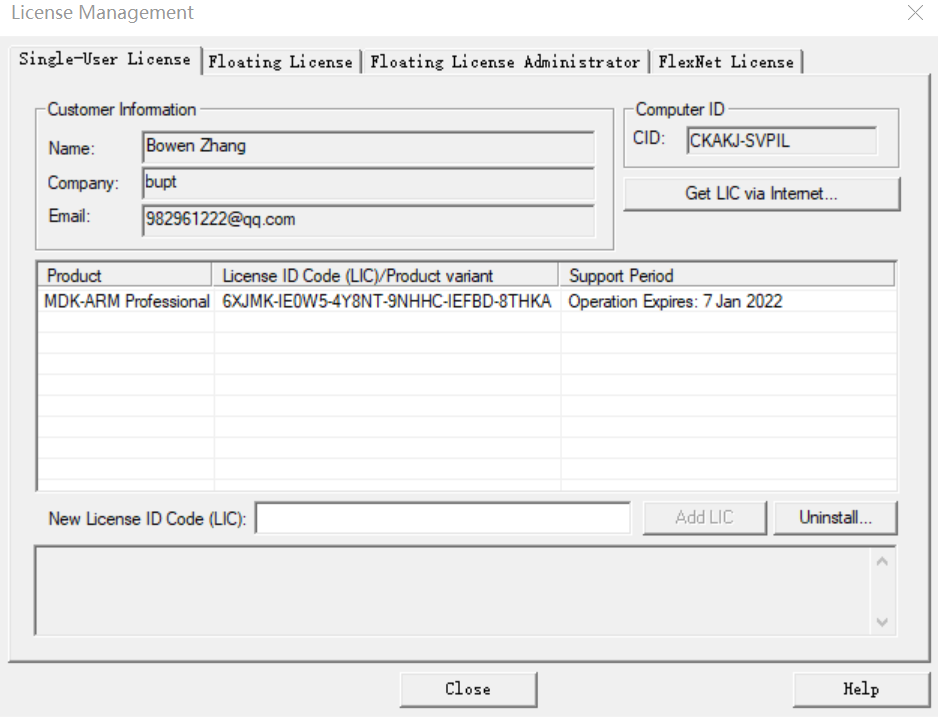 License Management
Single-User License
Floating License
Floating License Administrator
FlexNet License
Customer Information
Name: Bowen Zhang
Company: bupt
Email: 982961222@qq.com
Computer ID
CID: CKAKJ-SVPIL
Get LIC via Internet...
Product License ID Code (LIC)/Product variant Support Period
MDK-ARM Professional 6XJMK-IE0W5-4Y8NT-9NHHC-IEFBD-8THKA Operation Expires: 7 Jan 2022
New License ID Code (LIC):
Add LIC
Uninstall...
Close
Help